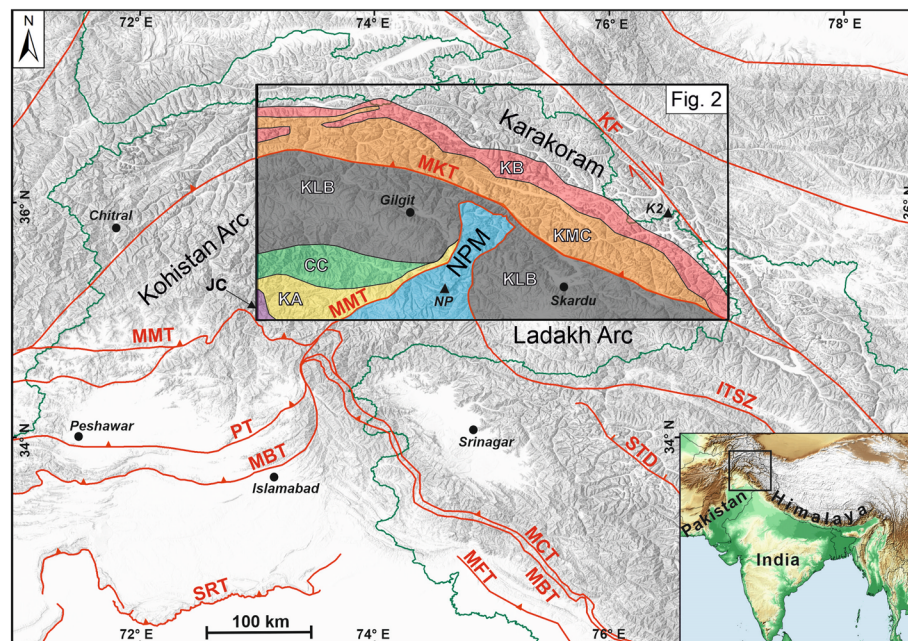 72° E
74° E
76° E
78° E
N
Fig. 2
Karakoram
KF
KB
MKT
36° N
36° N
KLB
Gilgit
K2
Chitral
KMC
Kohistan Arc
CC
NPM
KLB
JC
KA
MMT
NP
Skardu
MMT
Ladakh Arc
ITSZ
PT
34° N
Peshawar
Srinagar
34° N
STD
MBT
Islamabad
Himalaya
Pakistan
MCT
India
MFT
MBT
SRT
72° E
100 km
74° E
76° E